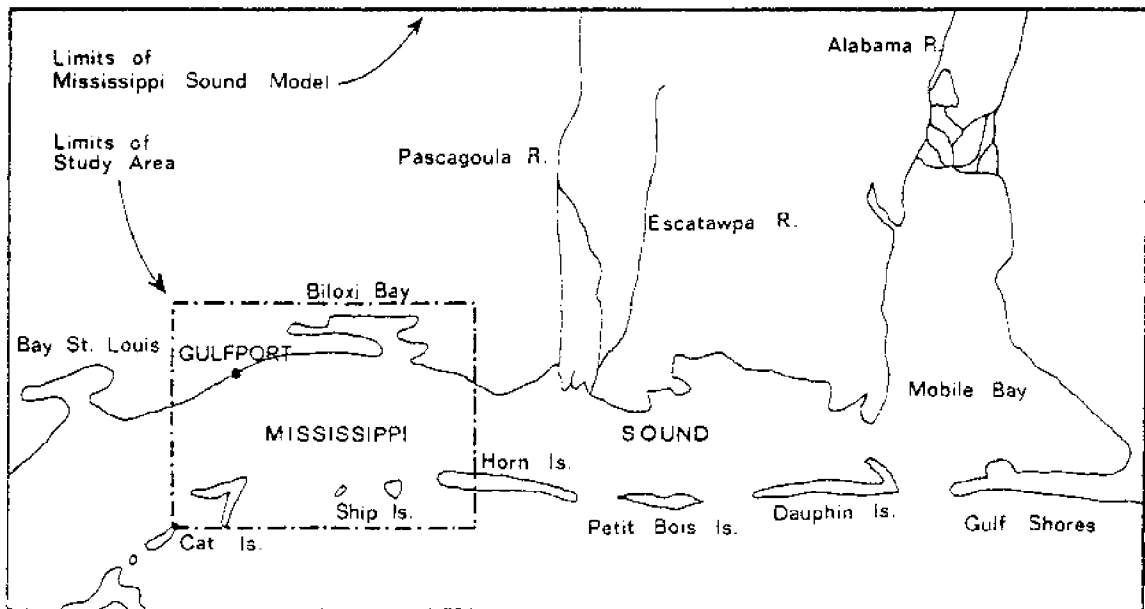 Limits of
Mississippi Sound Model
Alabama R.
Limits of
Study Area
Pascagoula R.
Escatawpa R.
Biloxi Bay
Bay St. Louis
GULFPORT
Mobile Bay
MISSISSIPPI
SOUND
Horn Is.
Ship Is.
Petit Bois Is.
Dauphin Is.
Gulf Shores
Cat Is.